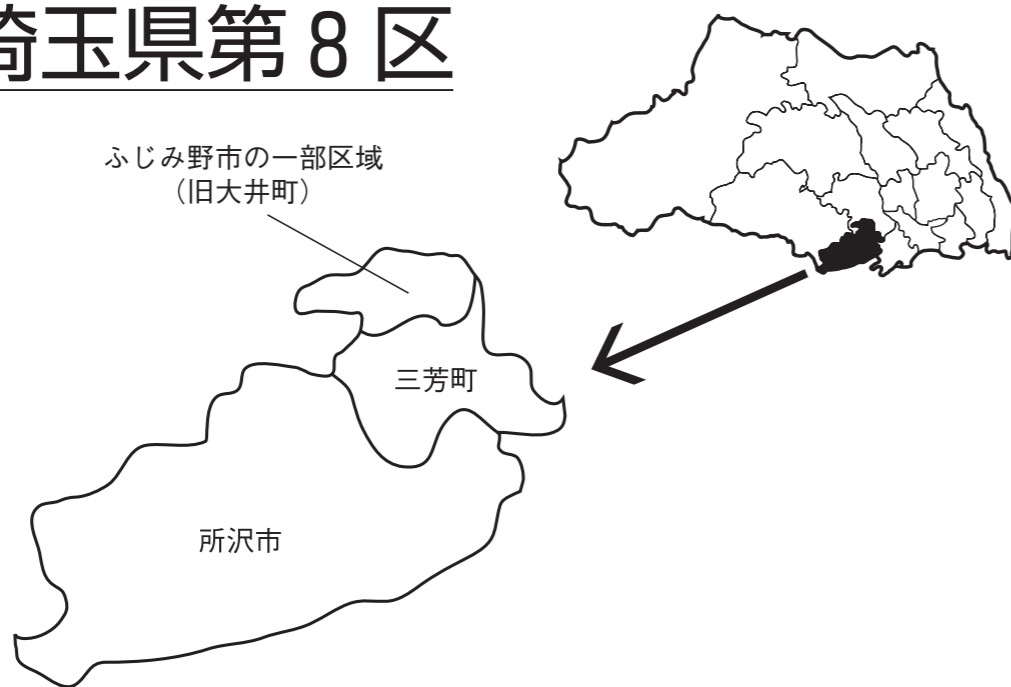 埼玉県第8区
ふじみ野市の一部区域
（旧大井町）
三芳町
所沢市